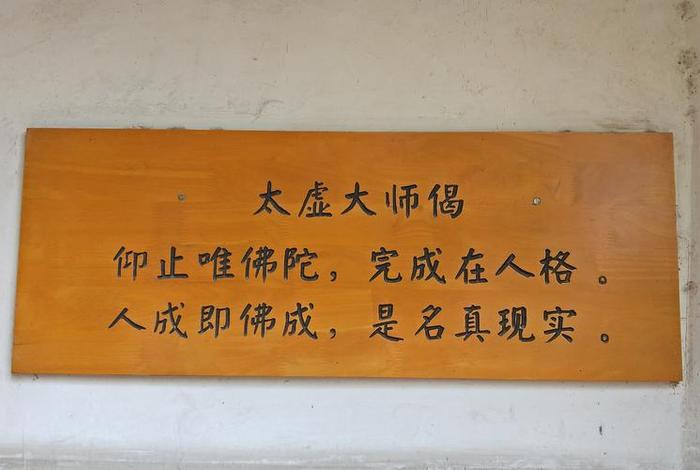 太虚大师偈
仰止唯佛陀，完成在人格。
人成即佛成，是名真现实。